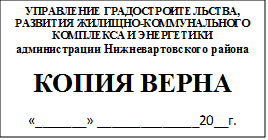 УПРАВЛЕНИЕ ГРАДОСТРОИТЕЛЬСТВА,
РАЗВИТИЯ ЖИЛИЩНО-КОММУНАЛЬНОГО
КОМПЛЕКСА И ЭНЕРГЕТИКИ
администрации Нижневартовского района
КОПИЯ ВЕРНА
«_______» ______________20__г.